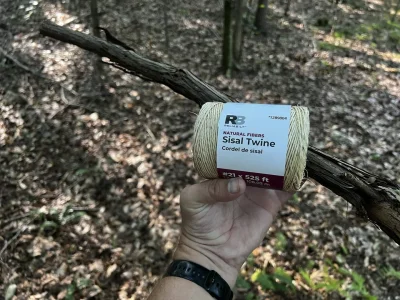 RB
NATURAL FIBERS
Sisal Twine
Cordel de sisal
#21 x 525 ft